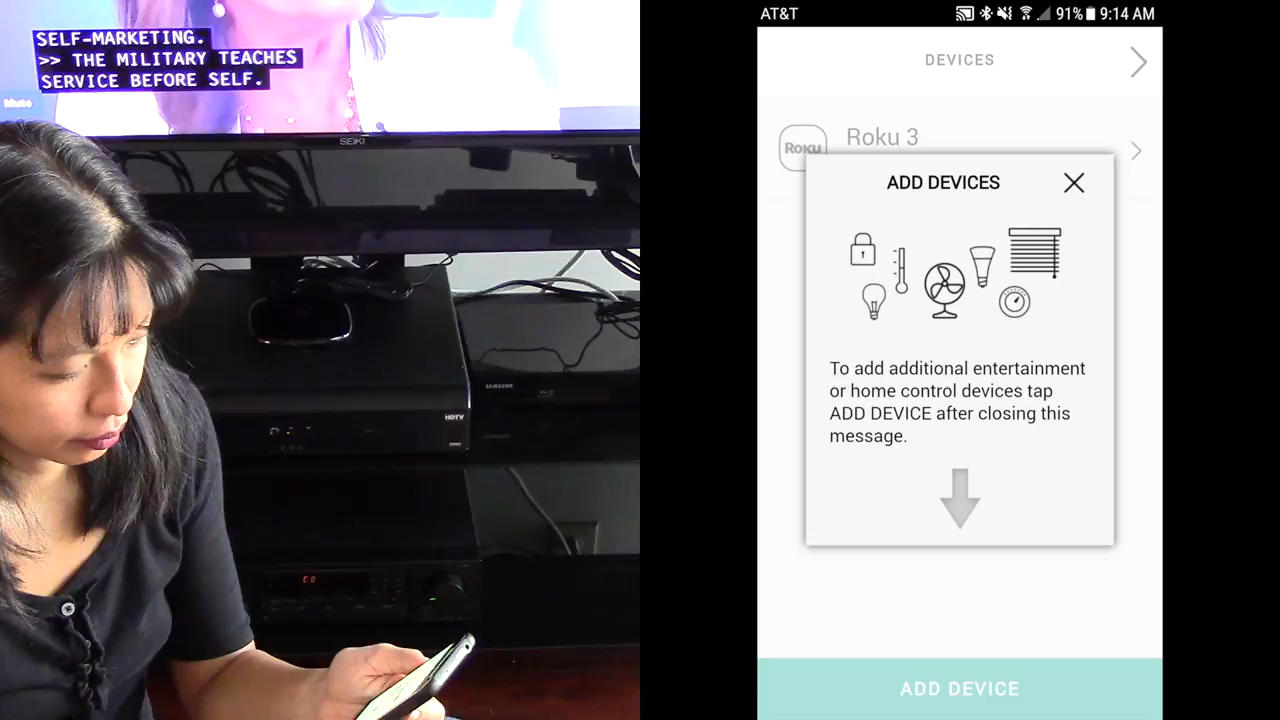 SELF-MARKETING.
>> THE MILITARY TEACHES
SERVICE BEFORE SELF.
Mute
SEIKI
SAMSUNG
HDTV
CD
AT&T 91% 9:14 AM
DEVICES
Roku 3
Roku
ADD DEVICES
To add additional entertainment
or home control devices tap
ADD DEVICE after closing this
message.
ADD DEVICE